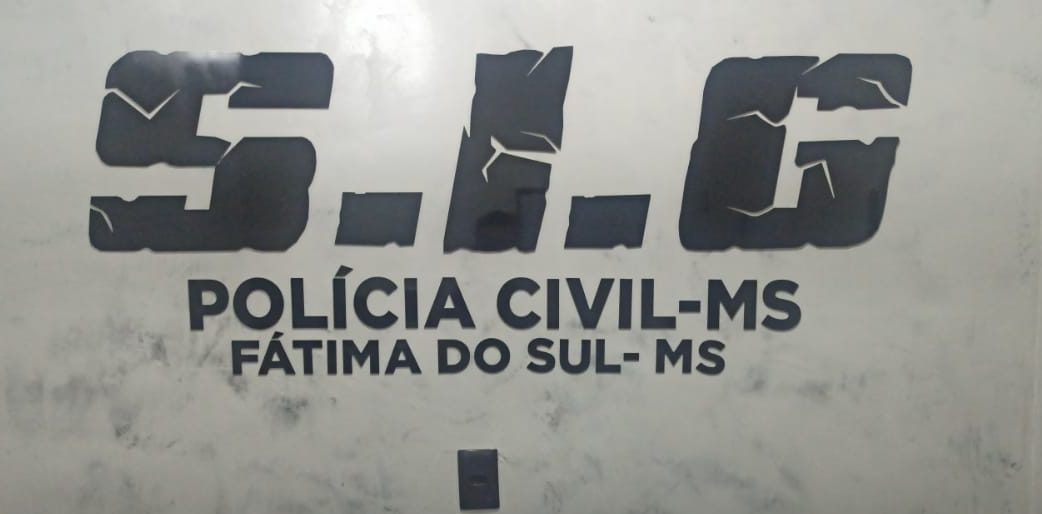 S.I.G
POLÍCIA CIVIL-MS
FÁTIMA DO SUL- MS